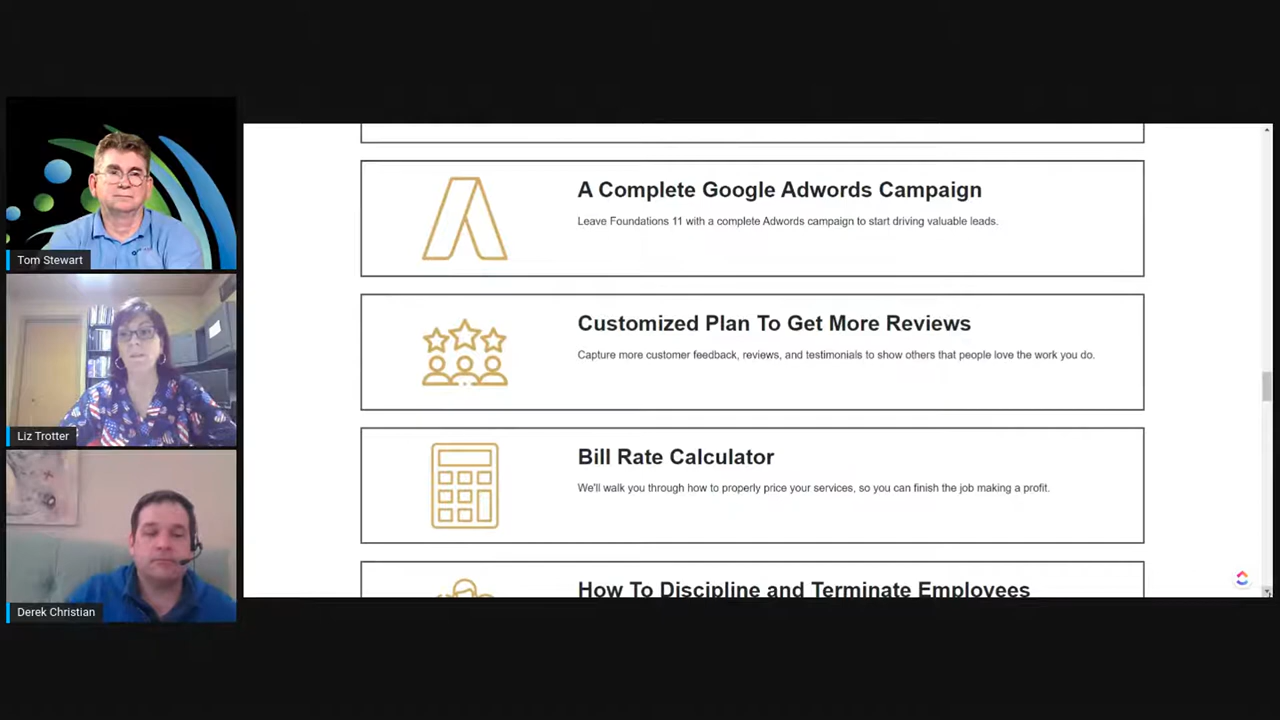 Tom Stewart
Liz Trotter
Derek Christian
A Complete Google Adwords Campaign
Leave Foundations 11 with a complete Adwords campaign to start driving valuable leads.
Customized Plan To Get More Reviews
Capture more customer feedback, reviews, and testimonials to show others that people love the work you do.
Bill Rate Calculator
We'll walk you through how to properly price your services, so you can finish the job making a profit.
How To Discipline and Terminate Employees